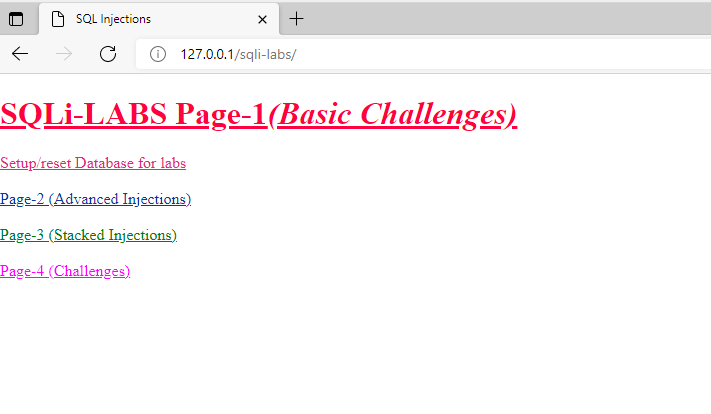 SQL Injections
127.0.0.1/sqli-labs/
SQLi-LABS Page-1(Basic Challenges)
Setup/reset Database for labs
Page-2 (Advanced Injections)
Page-3 (Stacked Injections)
Page-4 (Challenges)